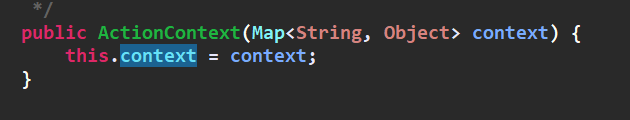 */
public ActionContext(Map<String, Object> context) {
this.context = context;
}